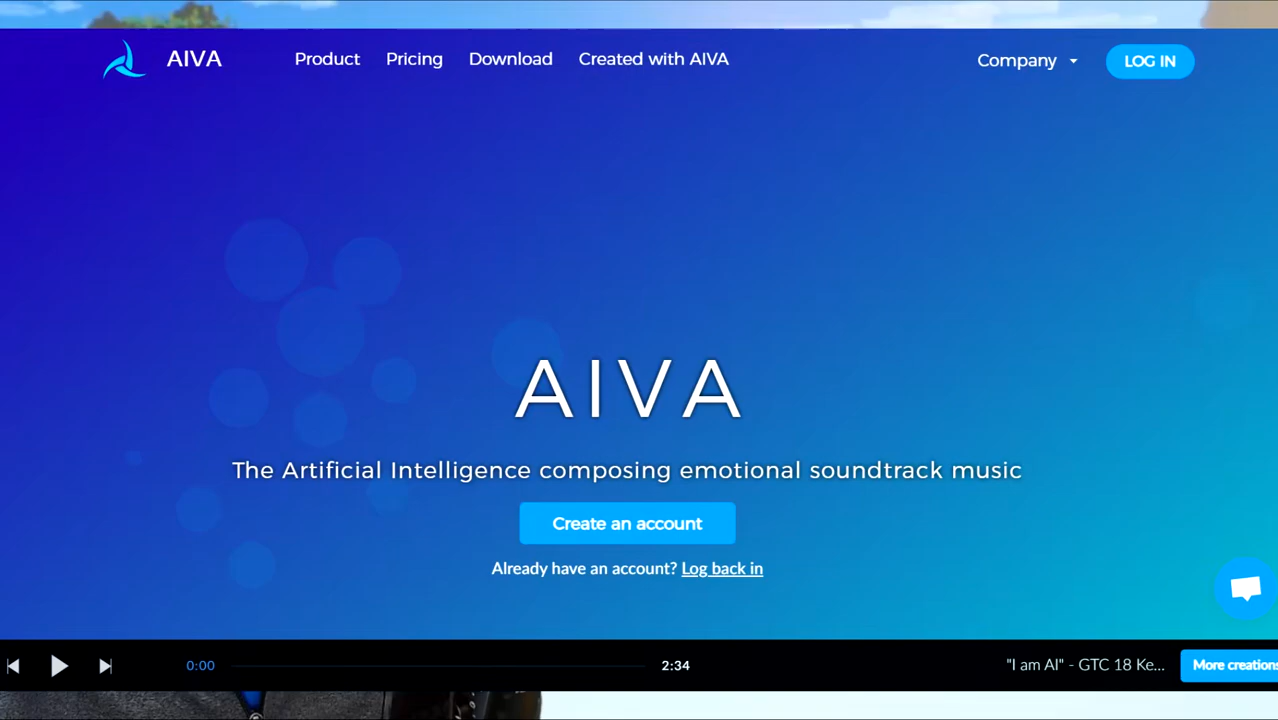 AIVA
Product
Pricing
Download
Created with AIVA
Company
LOG IN
AIVA
The Artificial Intelligence composing emotional soundtrack music
Create an account
Already have an account? Log back in
0:00
2:34
"I am AI" - GTC 18 Ke...
More creations